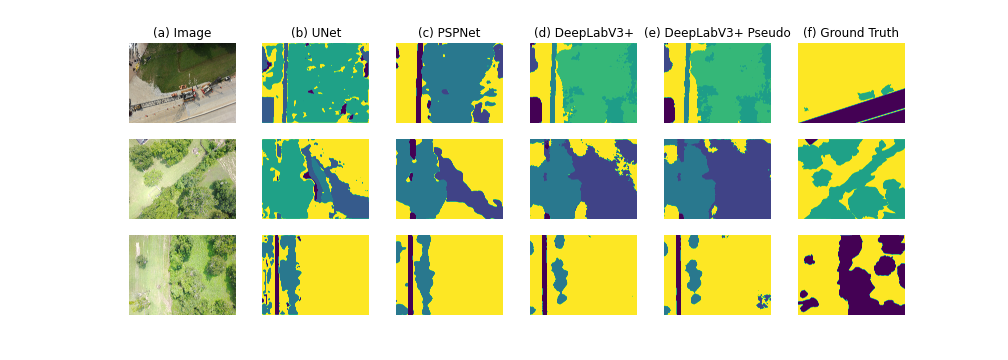 (a) Image
(b) UNet
(c) PSPNet
(d) DeepLabV3+
(e) DeepLabV3+ Pseudo
(f) Ground Truth